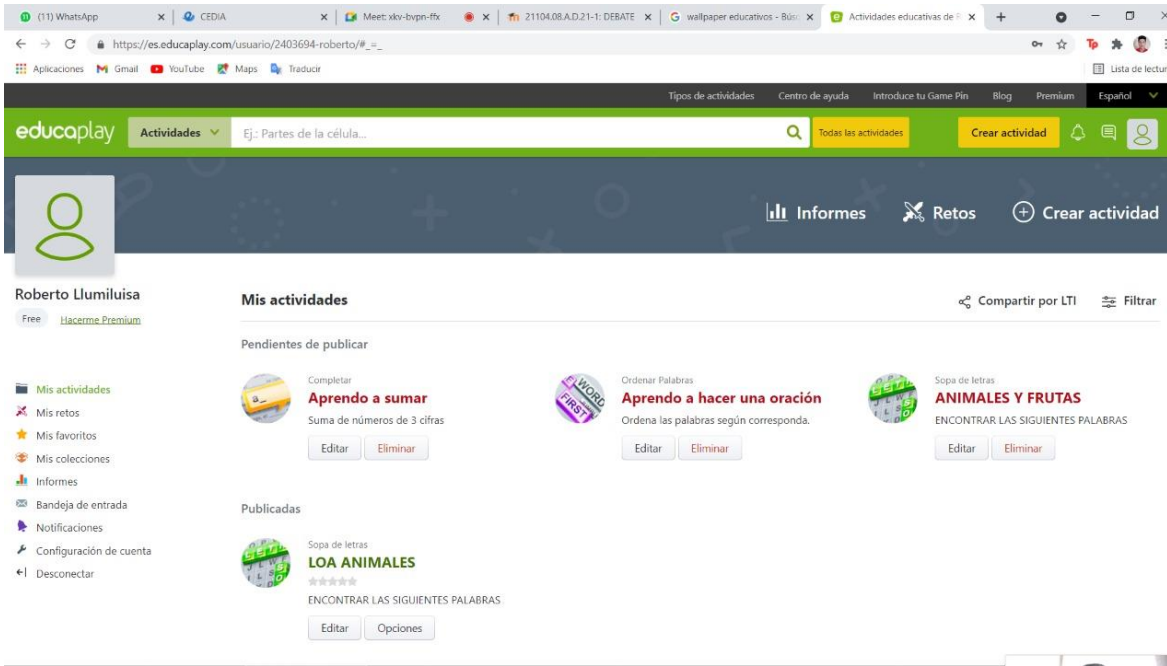 (11) WhatsApp
CEDIA
Meet: xkv-bvpn-ffx
21104.08.A.D.21-1: DEBATE
wallpaper educativos - Búsc
Actividades educativas de R
https://es.educaplay.com/usuario/2403694-roberto/#_=_
Aplicaciones Gmail YouTube Maps Traducir Lista de lectur
Tipos de actividades Centro de ayuda Introduce tu Game Pin Blog Premium Español
educaplay Actividades Ej.: Partes de la célula... Todas las actividades Crear actividad
Informes Retos Crear actividad
Roberto Llumiluisa
Free Hacerme Premium
Mis actividades
Mis retos
Mis favoritos
Mis colecciones
Informes
Bandeja de entrada
Notificaciones
Configuración de cuenta
Desconectar
Mis actividades Compartir por LTI Filtrar
Pendientes de publicar
Completar
Aprendo a sumar
Suma de números de 3 cifras
Editar Eliminar
Ordenar Palabras
Aprendo a hacer una oración
Ordena las palabras según corresponda.
Editar Eliminar
Sopa de letras
ANIMALES Y FRUTAS
ENCONTRAR LAS SIGUIENTES PALABRAS
Editar Eliminar
Publicadas
Sopa de letras
LOA ANIMALES
ENCONTRAR LAS SIGUIENTES PALABRAS
Editar Opciones